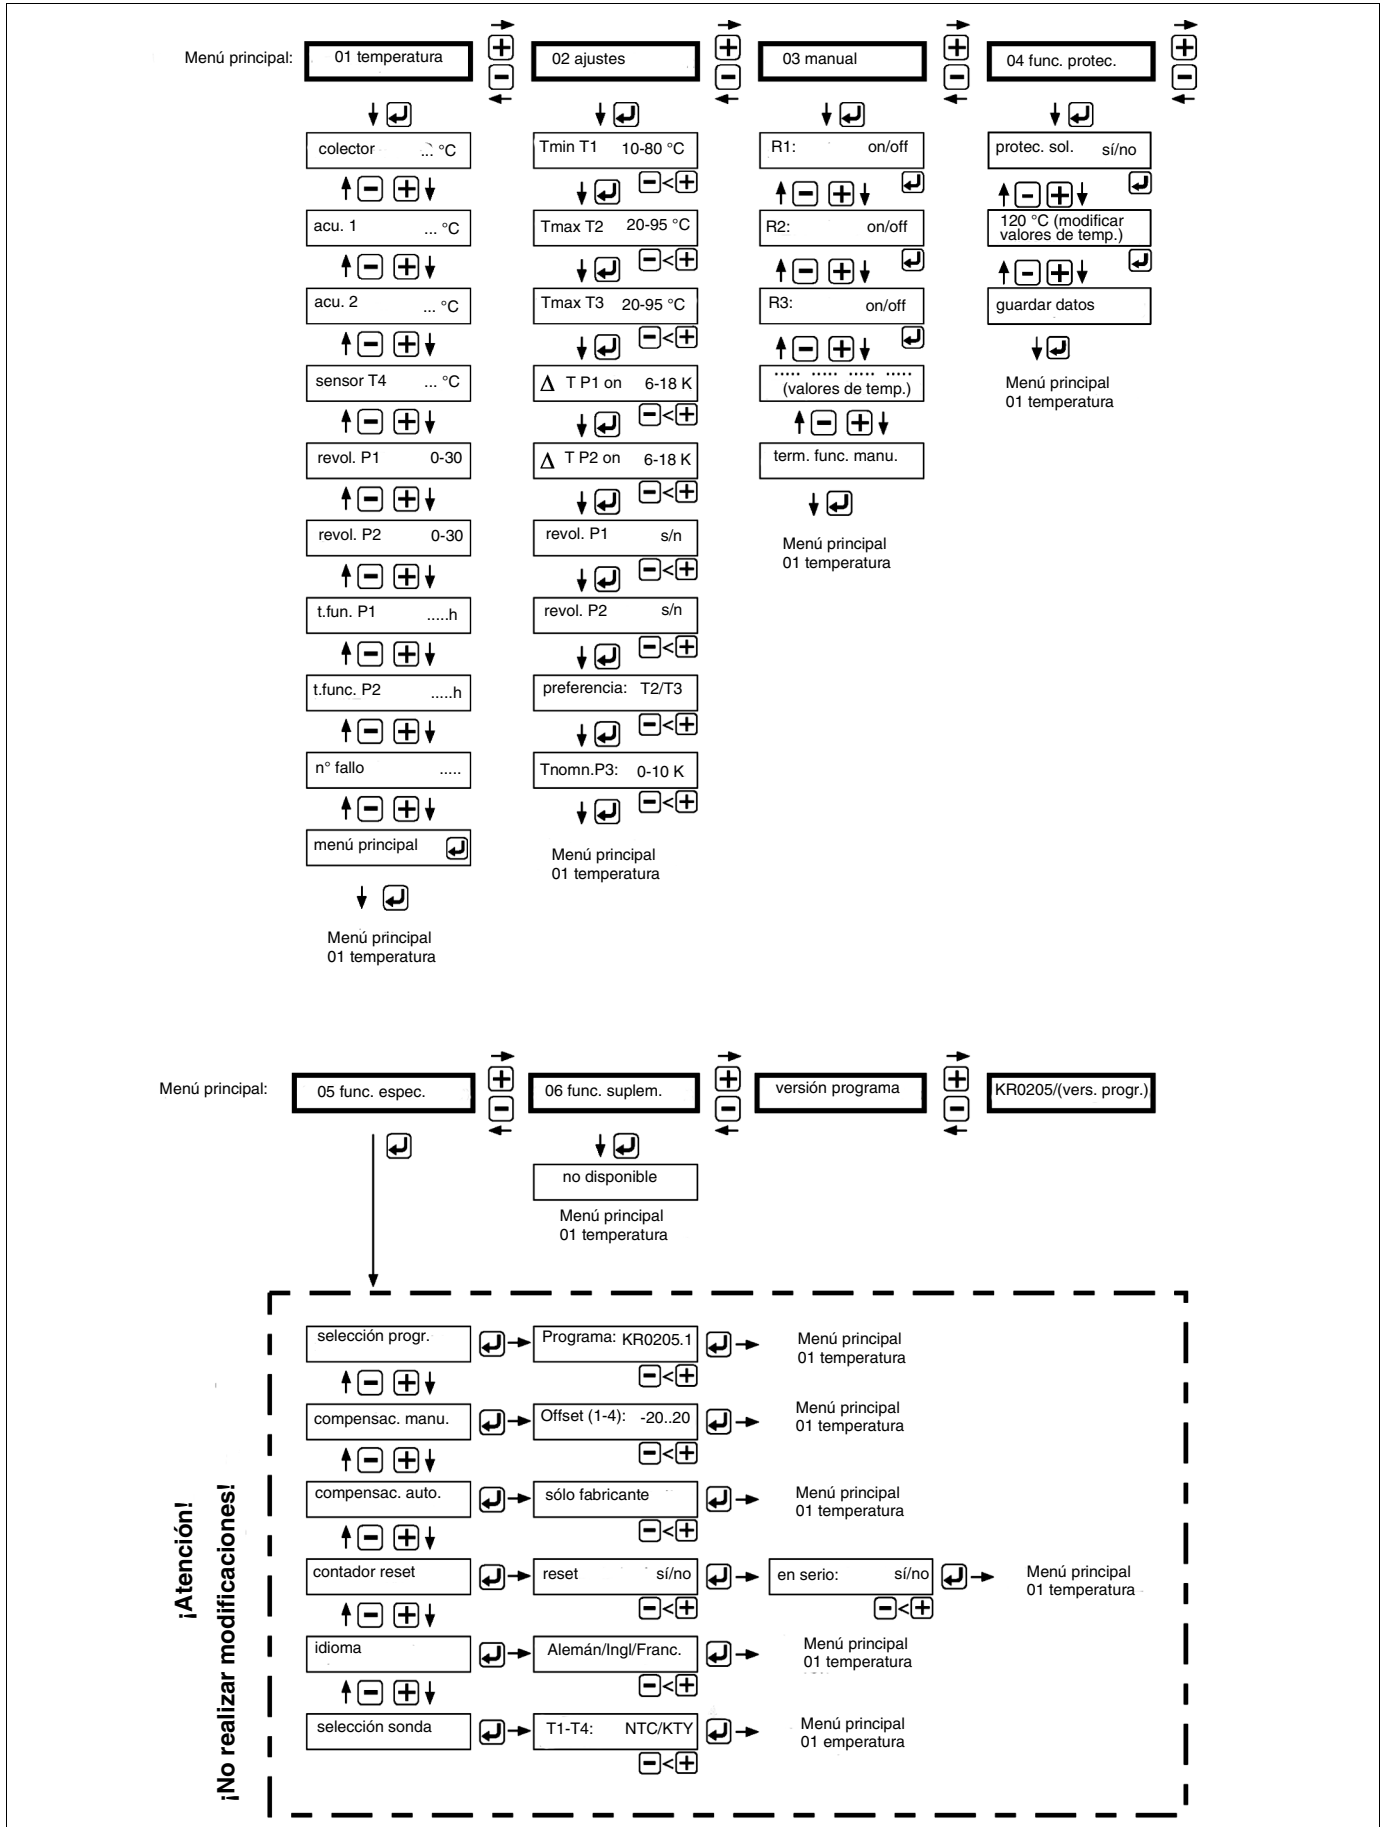 Menú principal:
01 temperatura
02 ajustes
03 manual
04 func. protec.
colector ... °C
acu. 1 ... °C
acu. 2 ... °C
sensor T4 ... °C
revol. P1 0-30
revol. P2 0-30
t.fun. P1 .....h
t.func. P2 .....h
n° fallo .....
menú principal
Menú principal
01 temperatura
Tmin T1 10-80 °C
Tmax T2 20-95 °C
Tmax T3 20-95 °C
Δ T P1 on 6-18 K
Δ T P2 on 6-18 K
revol. P1 s/n
revol. P2 s/n
preferencia: T2/T3
Tnomn.P3: 0-10 K
Menú principal
01 temperatura
R1: on/off
R2: on/off
R3: on/off
..... ..... ..... .....
(valores de temp.)
term. func. manu.
Menú principal
01 temperatura
protec. sol. sí/no
120 °C (modificar
valores de temp.)
guardar datos
Menú principal
01 temperatura
Menú principal:
05 func. espec.
06 func. suplem.
versión programa
KR0205/(vers. progr.)
no disponible
Menú principal
01 temperatura
¡Atención!
¡No realizar modificaciones!
selección progr.
Programa: KR0205.1
Menú principal
01 temperatura
compensac. manu.
Offset (1-4): -20..20
Menú principal
01 temperatura
compensac. auto.
sólo fabricante
Menú principal
01 temperatura
contador reset
reset sí/no
en serio: sí/no
Menú principal
01 temperatura
idioma
Alemán/Ingl/Franc.
Menú principal
01 temperatura
selección sonda
T1-T4: NTC/KTY
Menú principal
01 emperatura